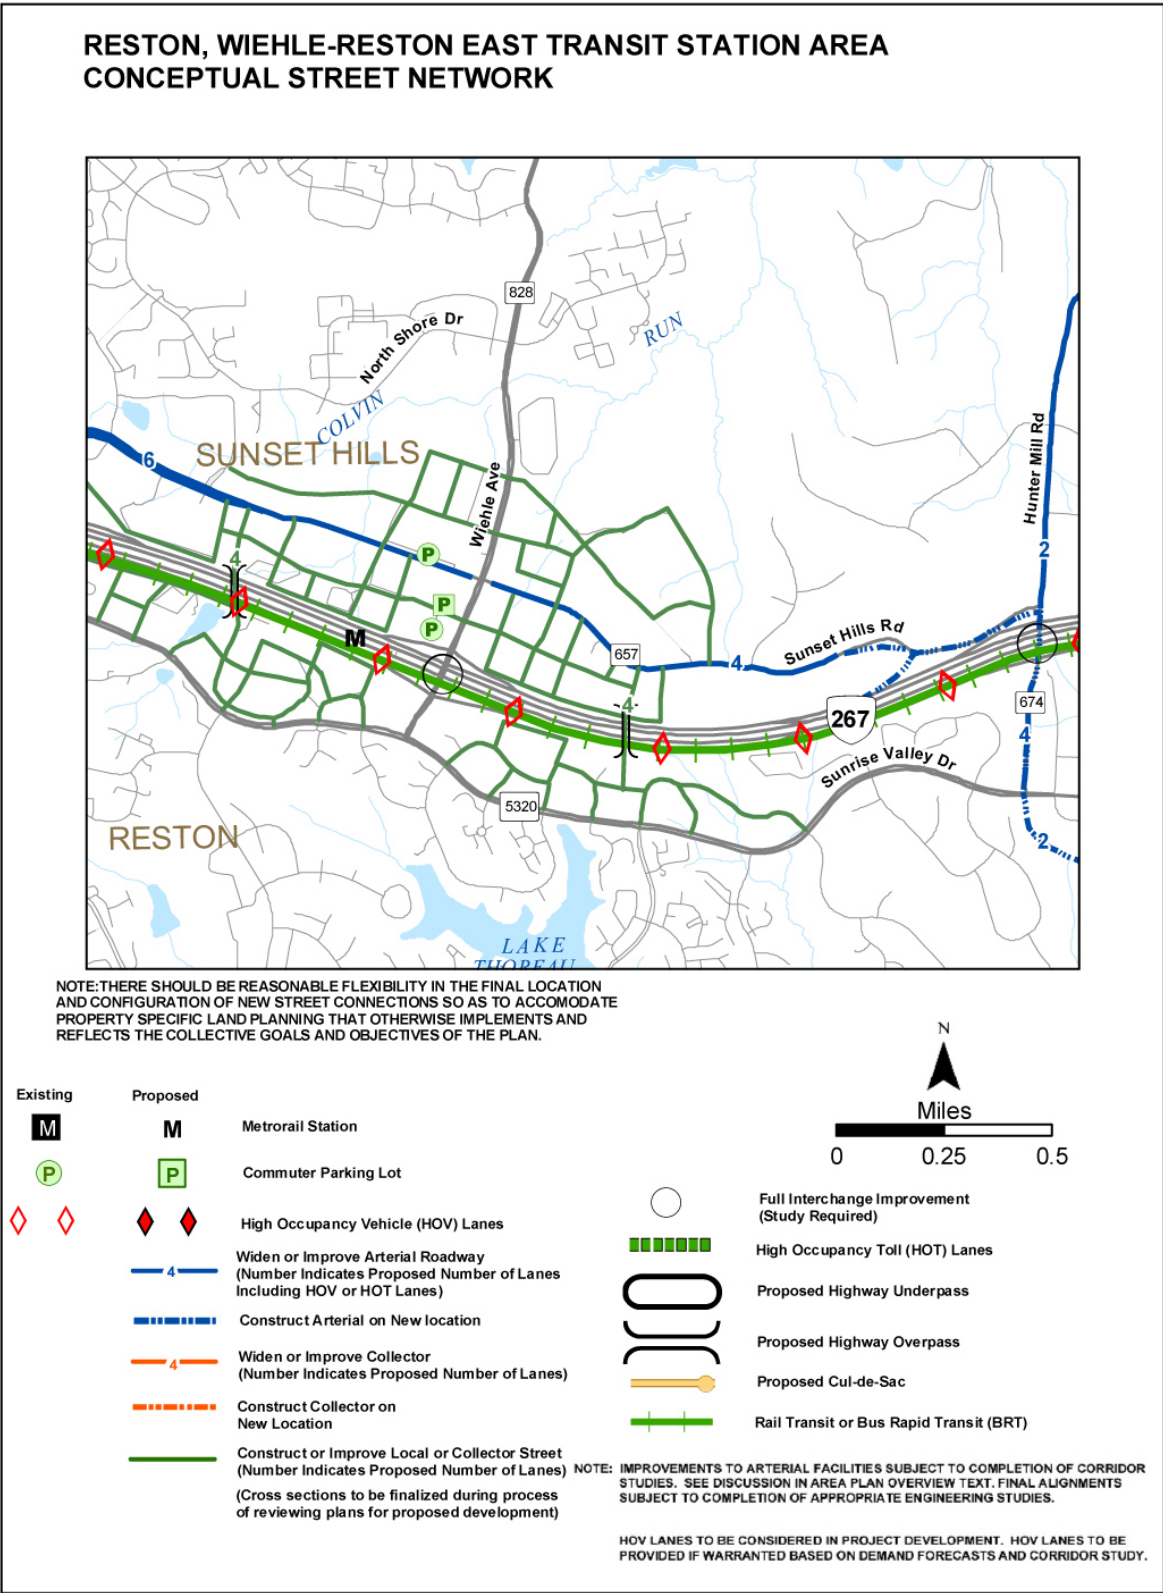 RESTON, WIEHLE-RESTON EAST TRANSIT STATION AREA
CONCEPTUAL STREET NETWORK
828
North Shore Dr
RUN
COLVIN
SUNSET HILLS
6
Wiehle Ave
Hunter Mill Rd
P
2
4
P
P
M
657
4
Sunset Hills Rd
4
267
674
4
Sunrise Valley Dr
5320
RESTON
2
LAKE
THOREAU
NOTE:THERE SHOULD BE REASONABLE FLEXIBILITY IN THE FINAL LOCATION
AND CONFIGURATION OF NEW STREET CONNECTIONS SO AS TO ACCOMODATE
PROPERTY SPECIFIC LAND PLANNING THAT OTHERWISE IMPLEMENTS AND
REFLECTS THE COLLECTIVE GOALS AND OBJECTIVES OF THE PLAN.
N
Miles
0 0.25 0.5
Existing Proposed
M M Metrorail Station
P P Commuter Parking Lot
High Occupancy Vehicle (HOV) Lanes
4 Widen or Improve Arterial Roadway
(Number Indicates Proposed Number of Lanes
Including HOV or HOT Lanes)
Construct Arterial on New location
4 Widen or Improve Collector
(Number Indicates Proposed Number of Lanes)
Construct Collector on
New Location
Construct or Improve Local or Collector Street
(Number Indicates Proposed Number of Lanes)
(Cross sections to be finalized during process
of reviewing plans for proposed development)
Full Interchange Improvement
(Study Required)
High Occupancy Toll (HOT) Lanes
Proposed Highway Underpass
Proposed Highway Overpass
Proposed Cul-de-Sac
Rail Transit or Bus Rapid Transit (BRT)
NOTE: IMPROVEMENTS TO ARTERIAL FACILITIES SUBJECT TO COMPLETION OF CORRIDOR
STUDIES. SEE DISCUSSION IN AREA PLAN OVERVIEW TEXT. FINAL ALIGNMENTS
SUBJECT TO COMPLETION OF APPROPRIATE ENGINEERING STUDIES.
HOV LANES TO BE CONSIDERED IN PROJECT DEVELOPMENT. HOV LANES TO BE
PROVIDED IF WARRANTED BASED ON DEMAND FORECASTS AND CORRIDOR STUDY.